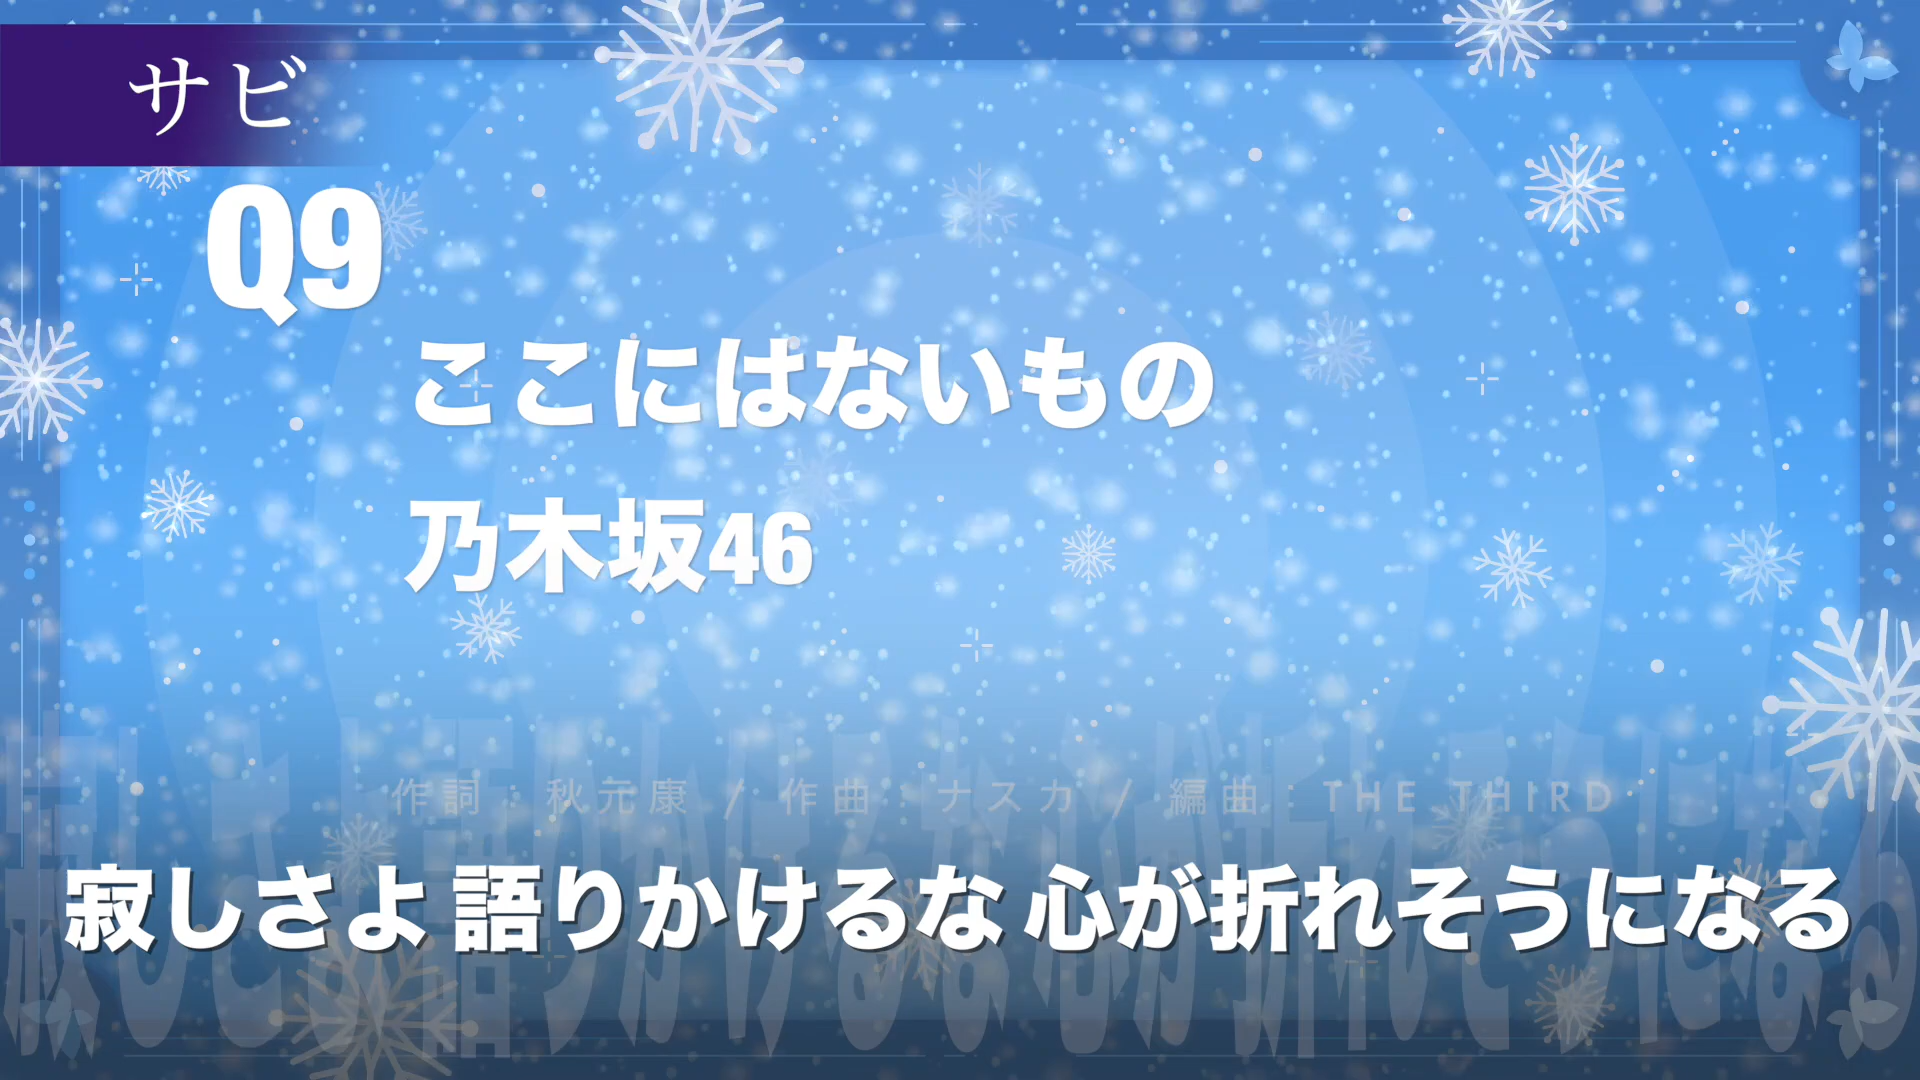 サビ
Q9
ここにはないもの
乃木坂46
作詞：秋元康 / 作曲：ナスカ / 編曲：THE THIRD
寂しさよ 語りかけるな 心が折れそうになる